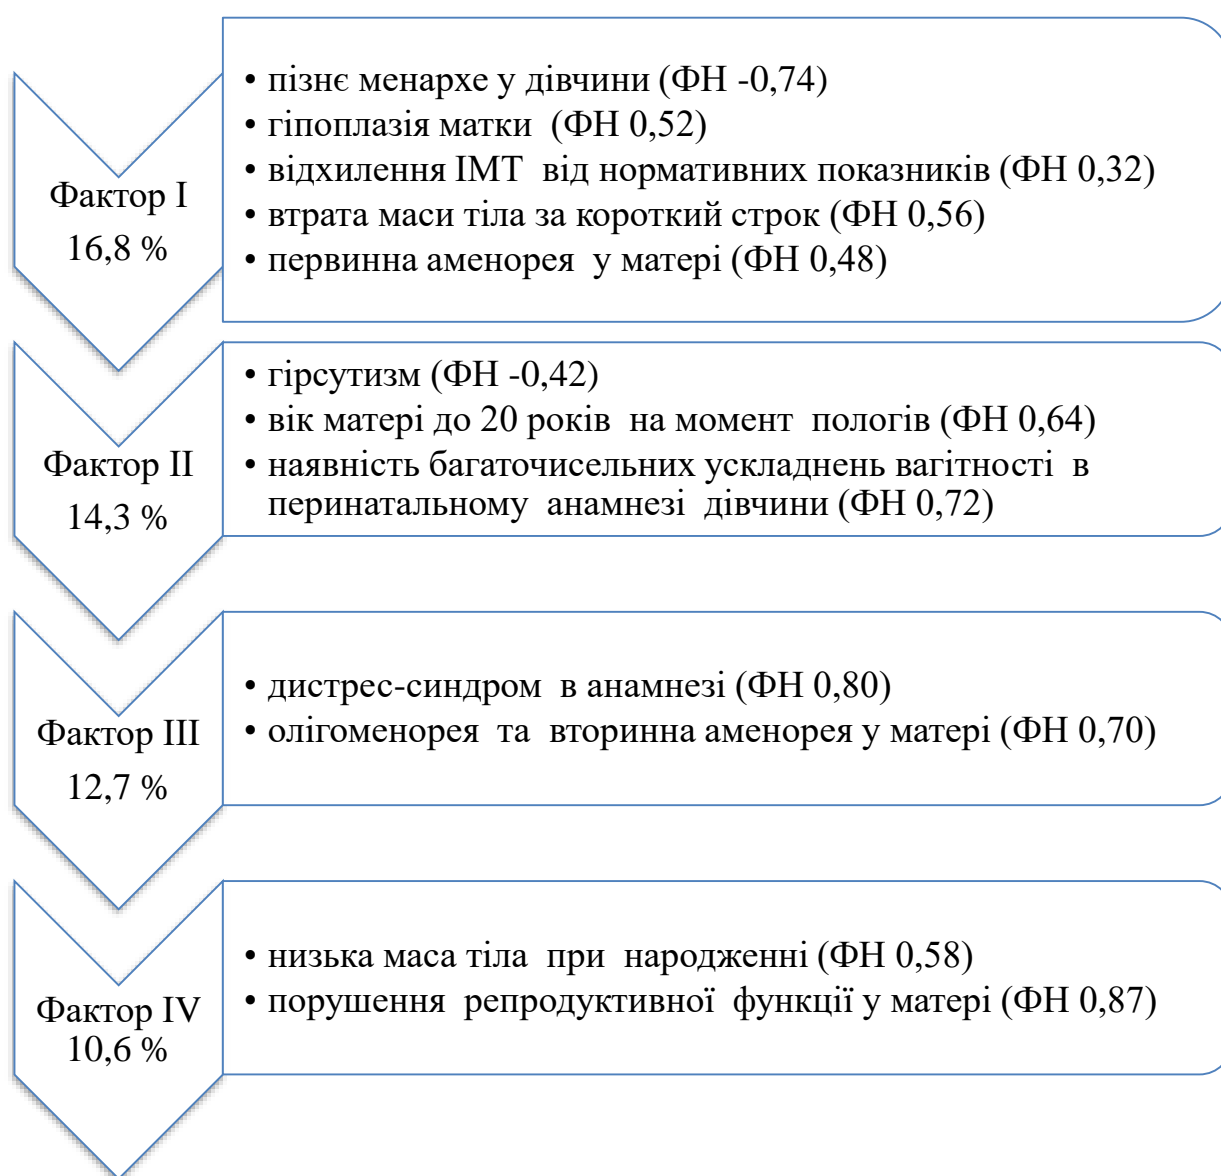 Фактор I
16,8 %
• пізнє менархе у дівчини (ФН -0,74)
• гіпоплазія матки (ФН 0,52)
• відхилення ІМТ від нормативних показників (ФН 0,32)
• втрата маси тіла за короткий строк (ФН 0,56)
• первинна аменорея у матері (ФН 0,48)
Фактор II
14,3 %
• гірсутизм (ФН -0,42)
• вік матері до 20 років на момент пологів (ФН 0,64)
• наявність багаточисельних ускладнень вагітності в
перинатальному анамнезі дівчини (ФН 0,72)
Фактор III
12,7 %
• дистрес-синдром в анамнезі (ФН 0,80)
• олігоменорея та вторинна аменорея у матері (ФН 0,70)
Фактор IV
10,6 %
• низька маса тіла при народженні (ФН 0,58)
• порушення репродуктивної функції у матері (ФН 0,87)